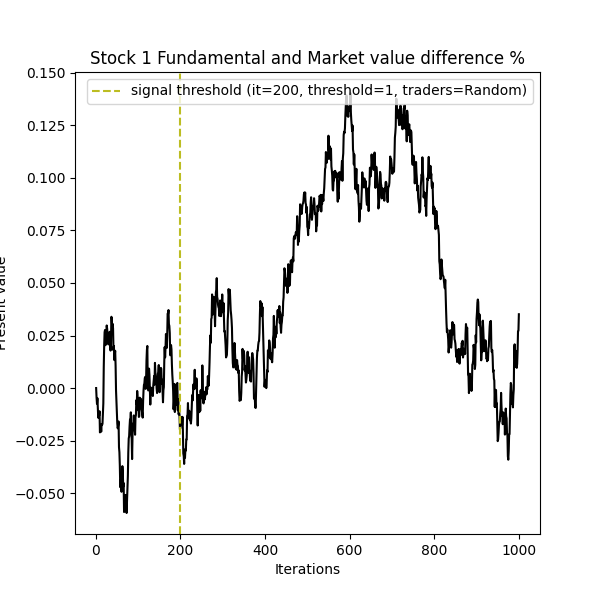 Stock 1 Fundamental and Market value difference %
signal threshold (it=200, threshold=1, traders=Random)
0.150
0.125
0.100
0.075
0.050
0.025
0.000
−0.025
−0.050
Present value
0 200 400 600 800 1000
Iterations